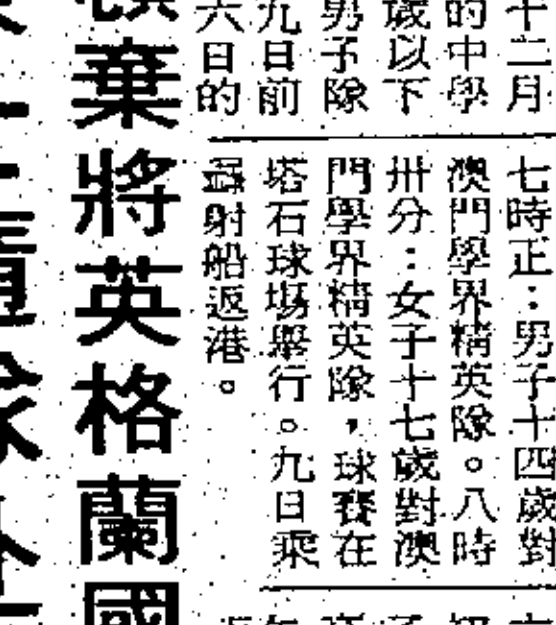 十二月
的中學
歲以下
男子隊
九日前
六日的
七時正：男子十四歲對
澳門學界精英隊。八時
卅分：女子十七歲對澳
門學界精英隊，球賽在
塔石球場舉行。九日乘
射船返港。
棄將英格蘭國